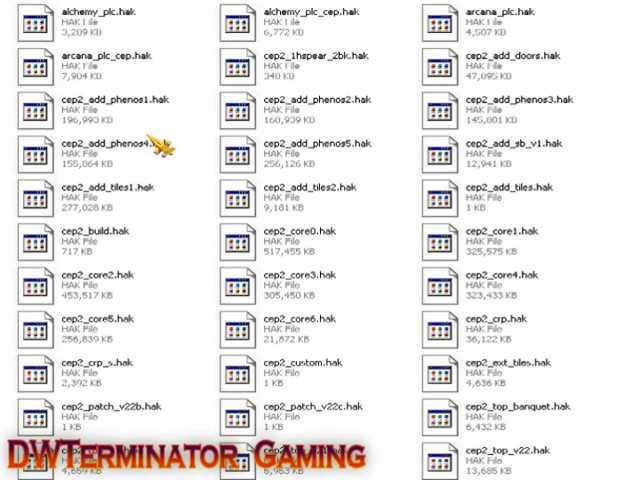 alchemy_plc.hak
HAK File
3,209 KB
alchemy_plc_cep.hak
HAK File
6,772 KB
arcana_plc.hak
HAK File
4,507 KB
arcana_plc_cep.hak
HAK File
7,904 KB
cep2_1hspear_2bk.hak
HAK File
340 KB
cep2_add_doors.hak
HAK File
47,095 KB
cep2_add_phenos1.hak
HAK File
196,993 KB
cep2_add_phenos2.hak
HAK File
160,939 KB
cep2_add_phenos3.hak
HAK File
145,001 KB
cep2_add_phenos4.
HAK File
155,864 KB
cep2_add_phenos5.hak
HAK File
256,126 KB
cep2_add_sb_v1.hak
HAK File
12,941 KB
cep2_add_tiles1.hak
HAK File
277,028 KB
cep2_add_tiles2.hak
HAK File
9,181 KB
cep2_add_tiles.hak
HAK File
1 KB
cep2_build.hak
HAK File
717 KB
cep2_core0.hak
HAK File
517,455 KB
cep2_core1.hak
HAK File
325,575 KB
cep2_core2.hak
HAK File
453,517 KB
cep2_core3.hak
HAK File
305,450 KB
cep2_core4.hak
HAK File
323,433 KB
cep2_core5.hak
HAK File
256,839 KB
cep2_core6.hak
HAK File
21,872 KB
cep2_crp.hak
HAK File
36,122 KB
cep2_crp_s.hak
HAK File
2,392 KB
cep2_custom.hak
HAK File
1 KB
cep2_ext_tiles.hak
HAK File
4,636 KB
cep2_patch_v22b.hak
HAK File
1 KB
cep2_patch_v22c.hak
HAK File
1 KB
cep2_top_banquet.hak
HAK File
6,432 KB
DWTerminator Gaming
4,659 KB
6,963 KB
cep2_top_v22.hak
HAK File
13,685 KB